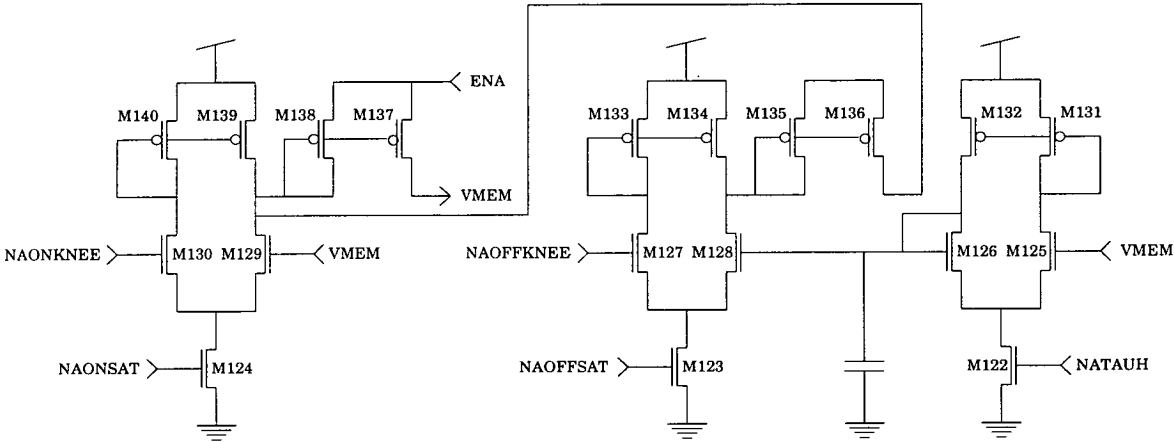 ENA
M140
M139
M138
M137
M133
M134
M135
M136
M132
M131
VMEM
NAONKNEE
M130
M129
VMEM
NAOFFKNEE
M127
M128
M126
M125
VMEM
NAONSAT
M124
NAOFFSAT
M123
M122
NATAUH